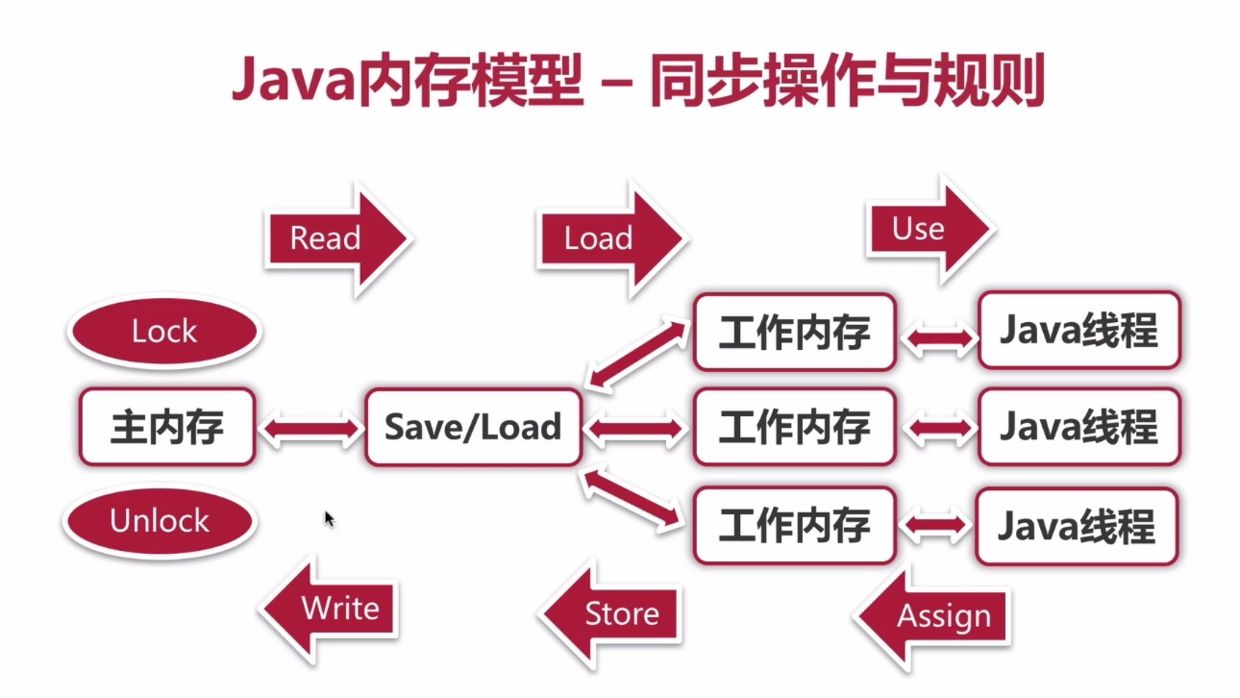 Java内存模型 – 同步操作与规则
Read
Load
Use
Lock
工作内存
Java线程
主内存
Save/Load
工作内存
Java线程
Unlock
工作内存
Java线程
Write
Store
Assign